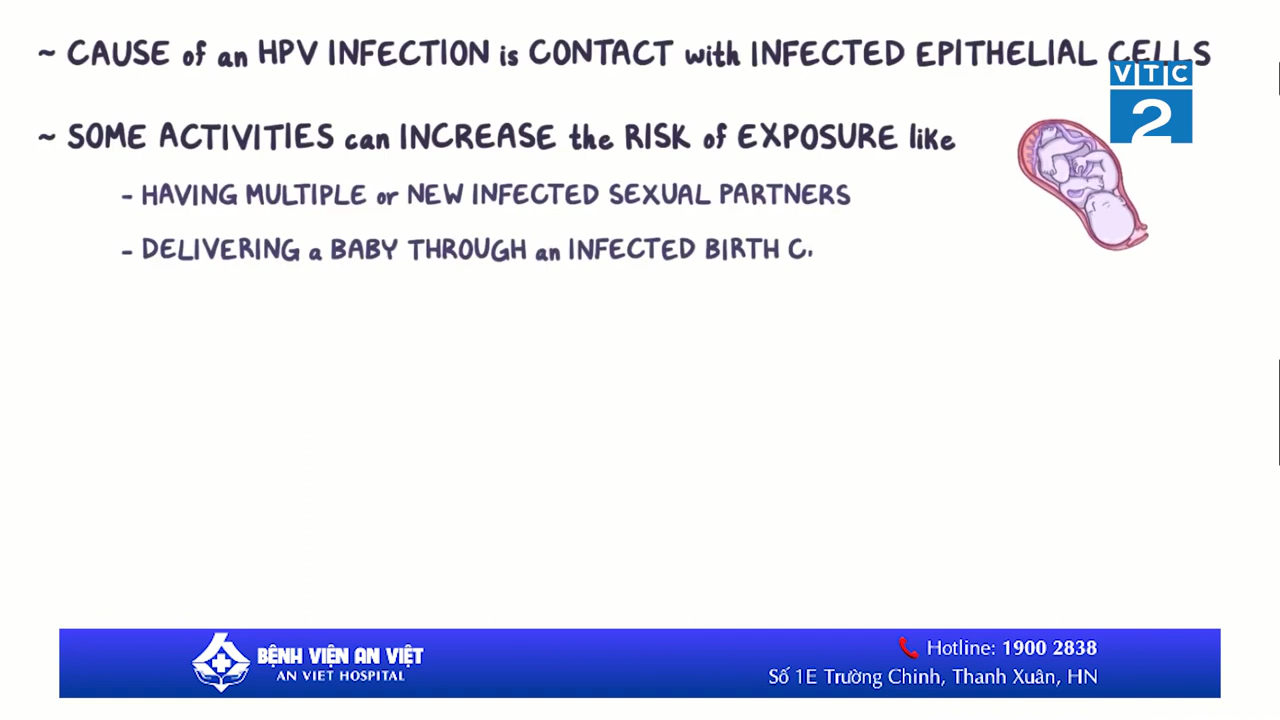 ~ CAUSE of an HPV INFECTION is CONTACT with INFECTED EPITHELIAL CELLS
VTC
2
~ SOME ACTIVITIES can INCREASE the RISK of EXPOSURE like
- HAVING MULTIPLE or NEW INFECTED SEXUAL PARTNERS
- DELIVERING a BABY THROUGH an INFECTED BIRTH C.
BỆNH VIỆN AN VIỆT
AN VIET HOSPITAL
Hotline: 1900 2838
Số 1E Trường Chinh, Thanh Xuân, HN